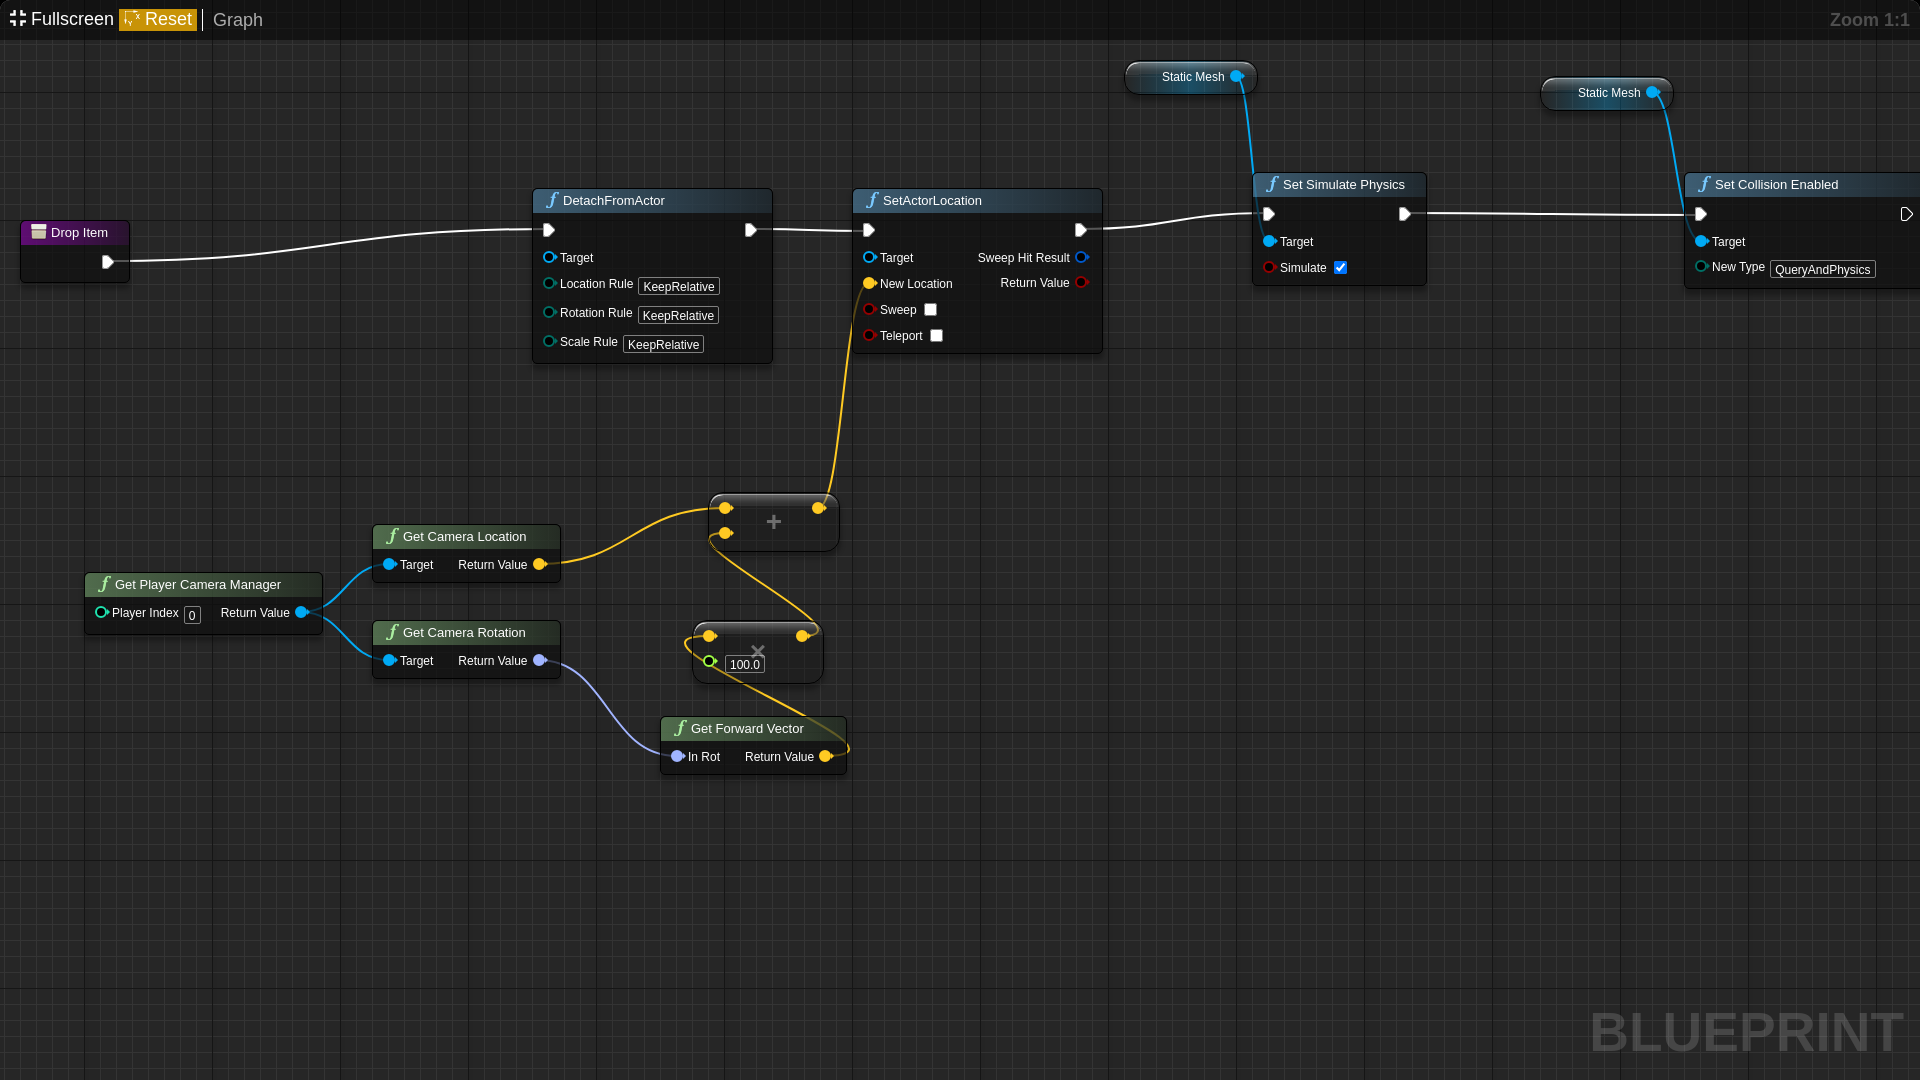 Fullscreen Reset Graph
Zoom 1:1
Static Mesh
Static Mesh
Drop Item
DetachFromActor
Target
Location Rule KeepRelative
Rotation Rule KeepRelative
Scale Rule KeepRelative
SetActorLocation
Target Sweep Hit Result
New Location Return Value
Sweep
Teleport
Set Simulate Physics
Target
Simulate
Set Collision Enabled
Target
New Type QueryAndPhysics
+
Get Camera Location
Target Return Value
Get Player Camera Manager
Player Index 0 Return Value
Get Camera Rotation
Target Return Value
×
100.0
Get Forward Vector
In Rot Return Value
BLUEPRINT